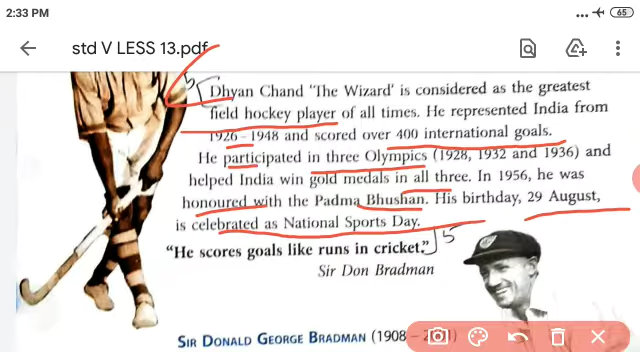 2:33 PM
65
std V LESS 13.pdf
5
Dhyan Chand 'The Wizard' is considered as the greatest
field hockey player of all times. He represented India from
1926 – 1948 and scored over 400 international goals.
He participated in three Olympics (1928, 1932 and 1936) and
helped India win gold medals in all three. In 1956, he was
honoured with the Padma Bhushan. His birthday, 29 August,
is celebrated as National Sports Day.
"He scores goals like runs in cricket." 5
Sir Don Bradman
SIR DONALD GEORGE BRADMAN (1908 –